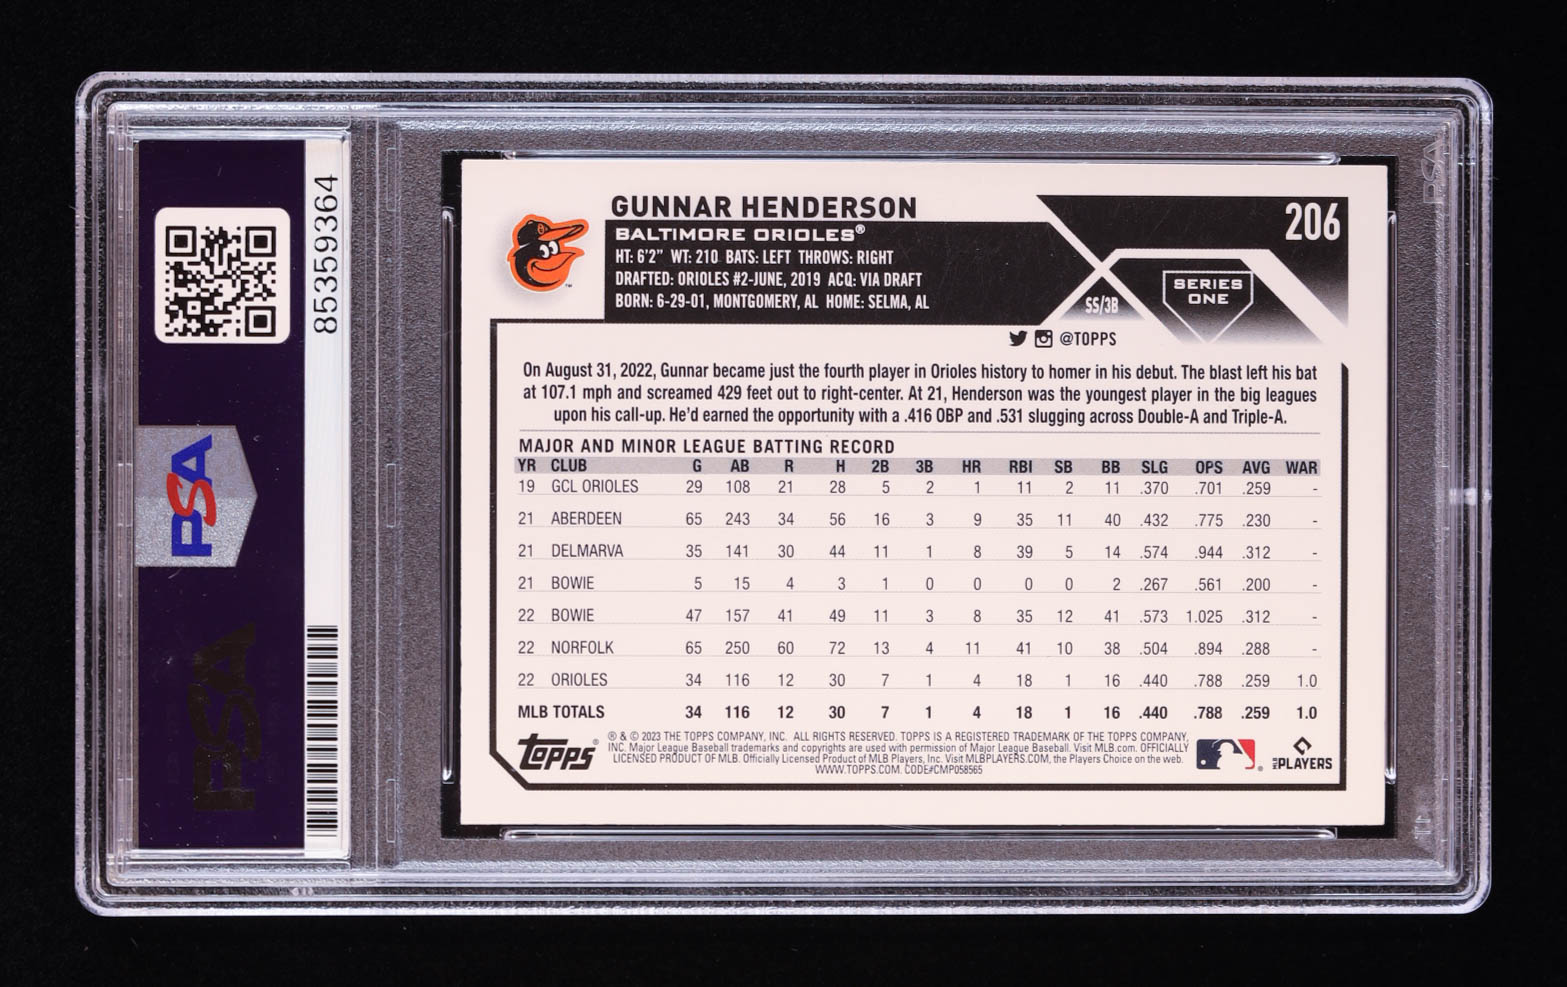 85359364
PSA
PSA
GUNNAR HENDERSON
BALTIMORE ORIOLES®
HT: 6'2" WT: 210 BATS: LEFT THROWS: RIGHT
DRAFTED: ORIOLES #2-JUNE, 2019 ACQ: VIA DRAFT
BORN: 6-29-01, MONTGOMERY, AL HOME: SELMA, AL
206
SERIES
ONE
SS/3B
@TOPPS
On August 31, 2022, Gunnar became just the fourth player in Orioles history to homer in his debut. The blast left his bat
at 107.1 mph and screamed 429 feet out to right-center. At 21, Henderson was the youngest player in the big leagues
upon his call-up. He'd earned the opportunity with a .416 OBP and .531 slugging across Double-A and Triple-A.
MAJOR AND MINOR LEAGUE BATTING RECORD
YR CLUB G AB R H 2B 3B HR RBI SB BB SLG OPS AVG WAR
19 GCL ORIOLES 29 108 21 28 5 2 1 11 2 11 .370 .701 .259 -
21 ABERDEEN 65 243 34 56 16 3 9 35 11 40 .432 .775 .230 -
21 DELMARVA 35 141 30 44 11 1 8 39 5 14 .574 .944 .312 -
21 BOWIE 5 15 4 3 1 0 0 0 0 2 .267 .561 .200 -
22 BOWIE 47 157 41 49 11 3 8 35 12 41 .573 1.025 .312 -
22 NORFOLK 65 250 60 72 13 4 11 41 10 38 .504 .894 .288 -
22 ORIOLES 34 116 12 30 7 1 4 18 1 16 .440 .788 .259 1.0
MLB TOTALS 34 116 12 30 7 1 4 18 1 16 .440 .788 .259 1.0
Topps®
® & © 2023 THE TOPPS COMPANY, INC. ALL RIGHTS RESERVED. TOPPS IS A REGISTERED TRADEMARK OF THE TOPPS COMPANY,
INC. Major League Baseball trademarks and copyrights are used with permission of Major League Baseball. Visit MLB.com. OFFICIALLY
LICENSED PRODUCT OF MLB. Officially Licensed Product of MLB Players, Inc. Visit MLBPLAYERS.COM, the Players Choice on the web.
WWW.TOPPS.COM. CODE#CMP058565
MLB PLAYERS
PSA